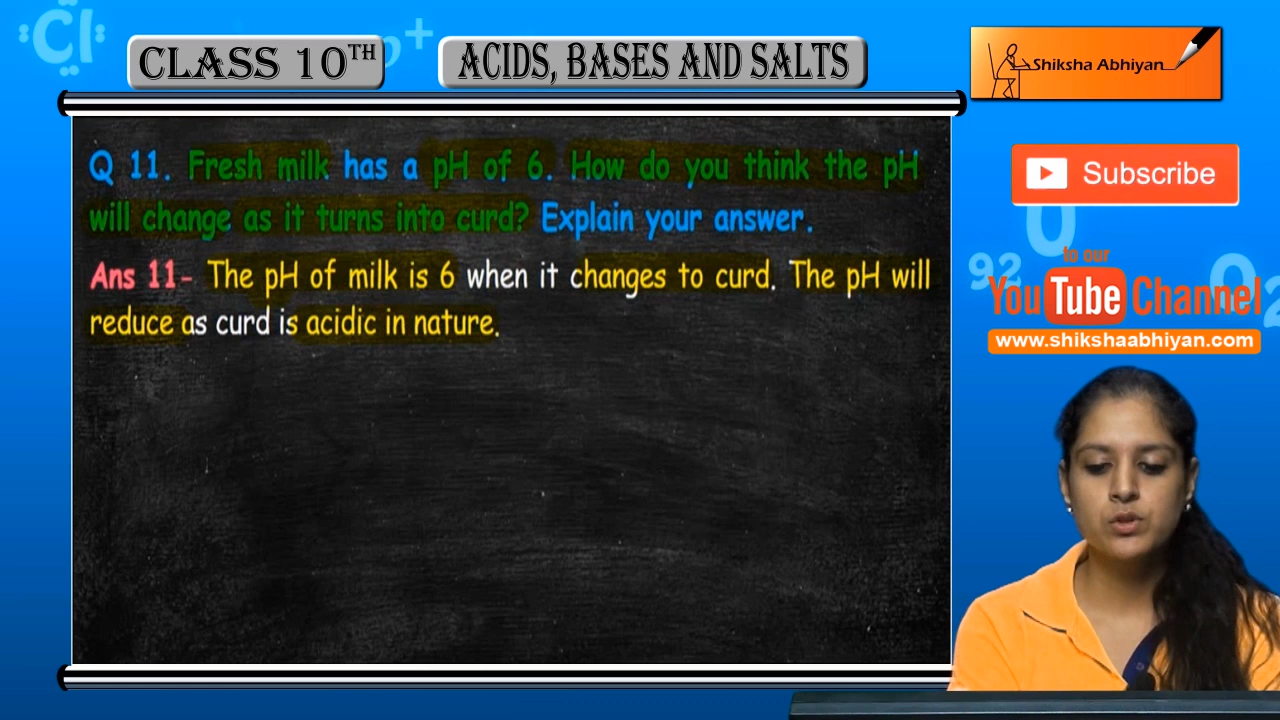 CLASS 10TH
ACIDS, BASES AND SALTS
Shiksha Abhiyan
Q 11. Fresh milk has a pH of 6. How do you think the pH
will change as it turns into curd? Explain your answer.
Ans 11- The pH of milk is 6 when it changes to curd. The pH will
reduce as curd is acidic in nature.
Subscribe
to our
YouTube Channel
www.shikshaabhiyan.com
92